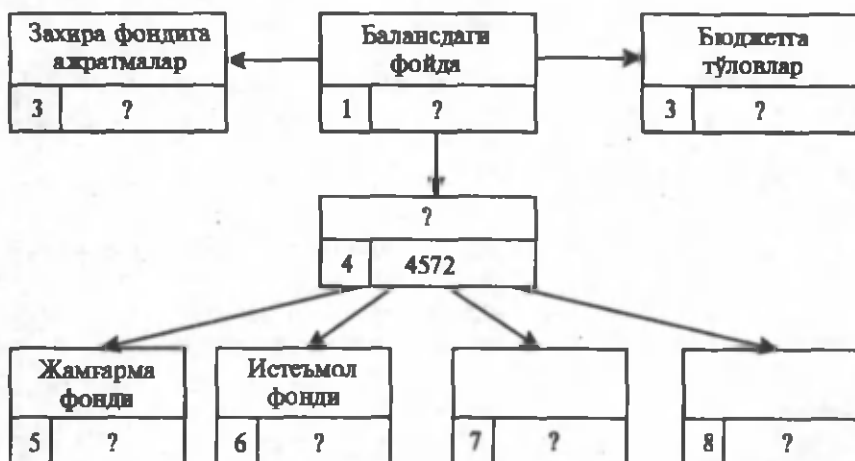 Захира фондига
ажратмалар
3 ?
Балансдаги
фойда
1 ?
Бюджетга
тўловлар
3 ?
?
4 4572
Жамғарма
фонди
5 ?
Истеъмол
фонди
6 ?
7 ?
8 ?